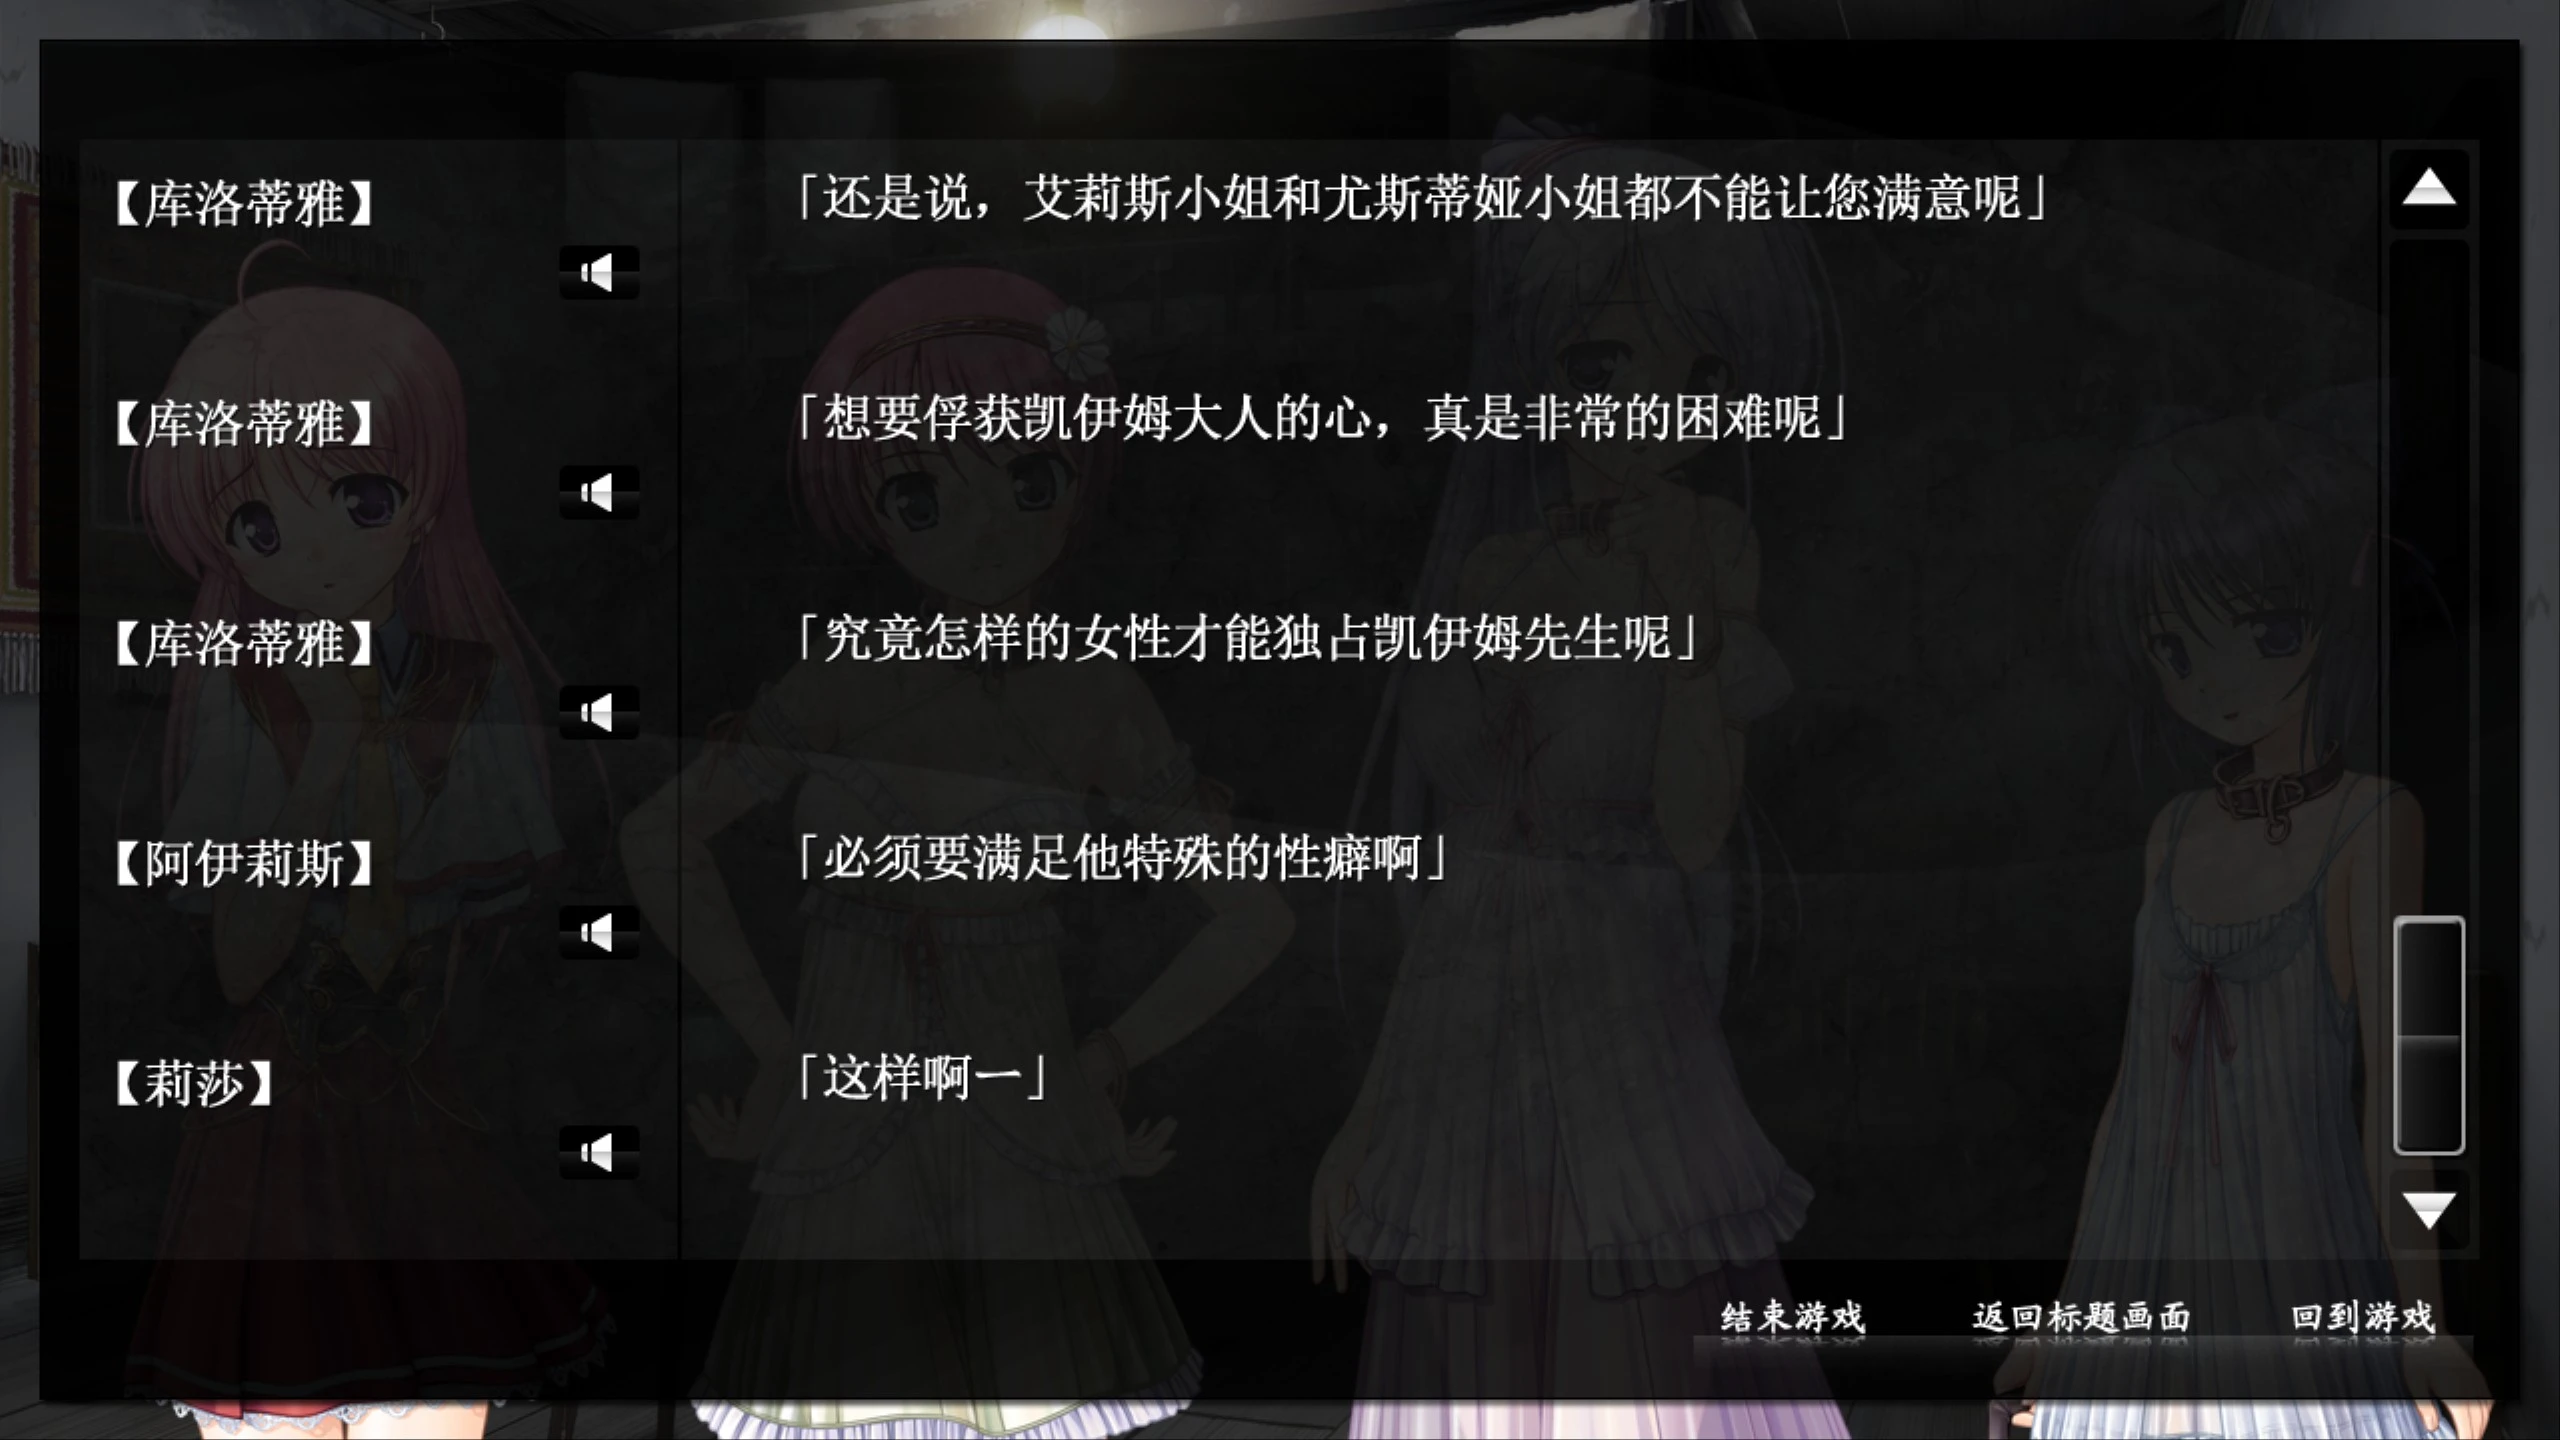 【库洛蒂雅】
「还是说，艾莉斯小姐和尤斯蒂娅小姐都不能让您满意呢」
【库洛蒂雅】
「想要俘获凯伊姆大人的心，真是非常的困难呢」
【库洛蒂雅】
「究竟怎样的女性才能独占凯伊姆先生呢」
【阿伊莉斯】
「必须要满足他特殊的性癖啊」
【莉莎】
「这样啊一」
结束游戏
返回标题画面
回到游戏